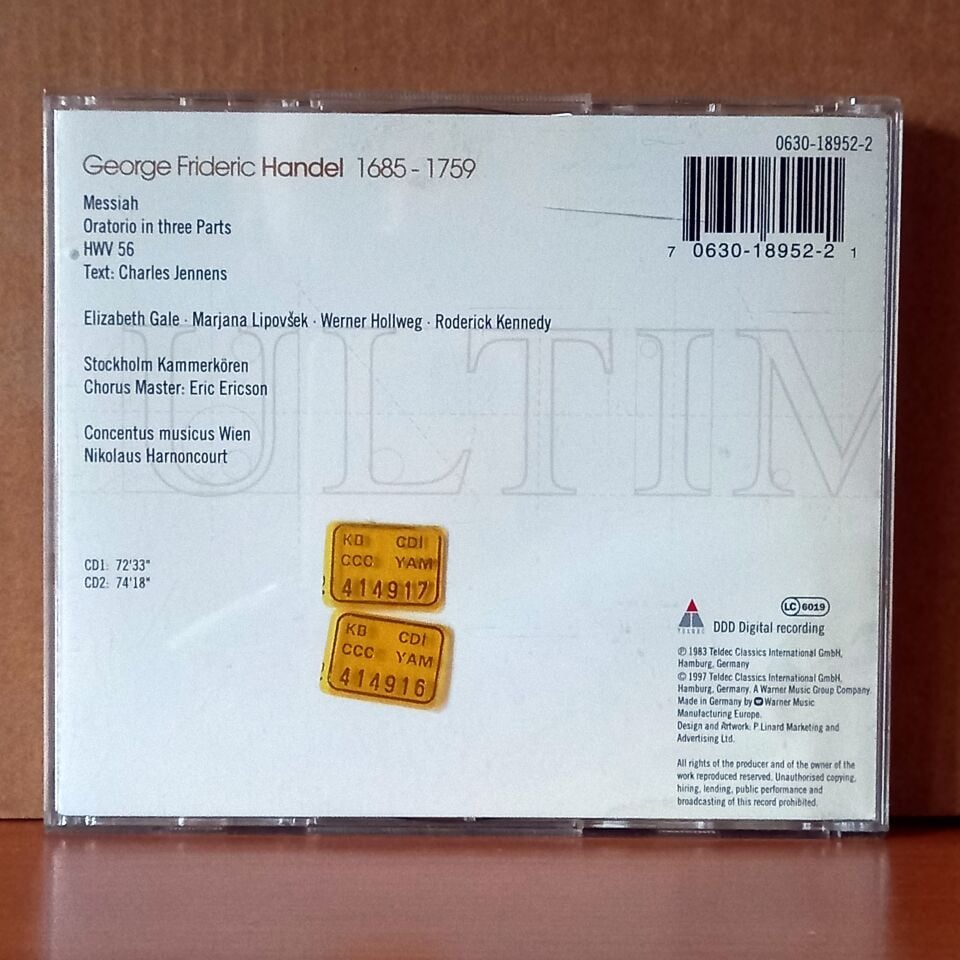 0630-18952-2
George Frideric Handel 1685-1759
Messiah
Oratorio in three Parts
HWV 56
Text: Charles Jennens
7 0630-18952-2 1
Elizabeth Gale · Marjana Lipovšek · Werner Hollweg · Roderick Kennedy
ULTIM
Stockholm Kammerkören
Chorus Master: Eric Ericson
Concentus musicus Wien
Nikolaus Harnoncourt
CD1: 72'33"
CD2: 74'18"
KB CDI
CCC YAM
414917
KB CDI
CCC YAM
414916
LC 6019
TELDEC
DDD Digital recording
℗ 1983 Teldec Classics International GmbH,
Hamburg, Germany
© 1997 Teldec Classics International GmbH,
Hamburg, Germany. A Warner Music Group Company.
Made in Germany by Warner Music
Manufacturing Europe.
Design and Artwork: P.Linard Marketing and
Advertising Ltd.
All rights of the producer and of the owner of the
work reproduced reserved. Unauthorised copying,
hiring, lending, public performance and
broadcasting of this record prohibited.